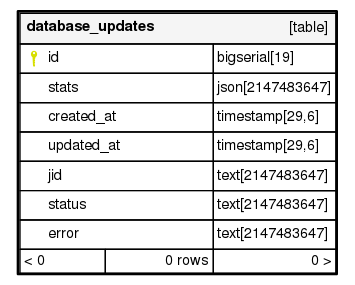 database_updates [table]
id bigserial[19]
stats json[2147483647]
created_at timestamp[29,6]
updated_at timestamp[29,6]
jid text[2147483647]
status text[2147483647]
error text[2147483647]
< 0 0 rows 0 >